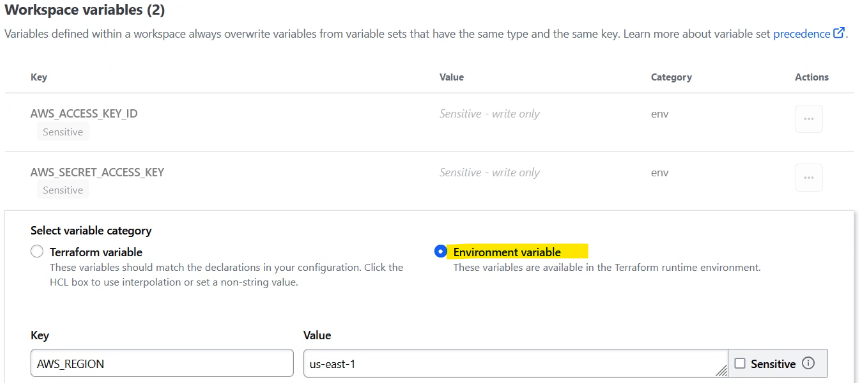 Workspace variables (2)
Variables defined within a workspace always overwrite variables from variable sets that have the same type and the same key. Learn more about variable set precedence.
Key Value Category Actions
AWS_ACCESS_KEY_ID Sensitive - write only env ...
Sensitive
AWS_SECRET_ACCESS_KEY Sensitive - write only env ...
Sensitive
Select variable category
Terraform variable Environment variable
These variables should match the declarations in your configuration. Click the These variables are available in the Terraform runtime environment.
HCL box to use interpolation or set a non-string value.
Key Value
AWS_REGION us-east-1 Sensitive